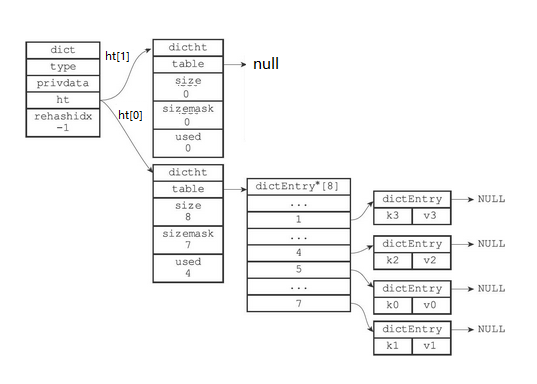 dict
type
privdata
ht
rehashidx
-1
ht[1]
ht[0]
dictht
table
size
0
sizemask
0
used
0
null
dictht
table
size
8
sizemask
7
used
4
dictEntry*[8]
...
1
...
4
5
...
7
dictEntry
k3 v3
NULL
dictEntry
k2 v2
NULL
dictEntry
k0 v0
NULL
dictEntry
k1 v1
NULL